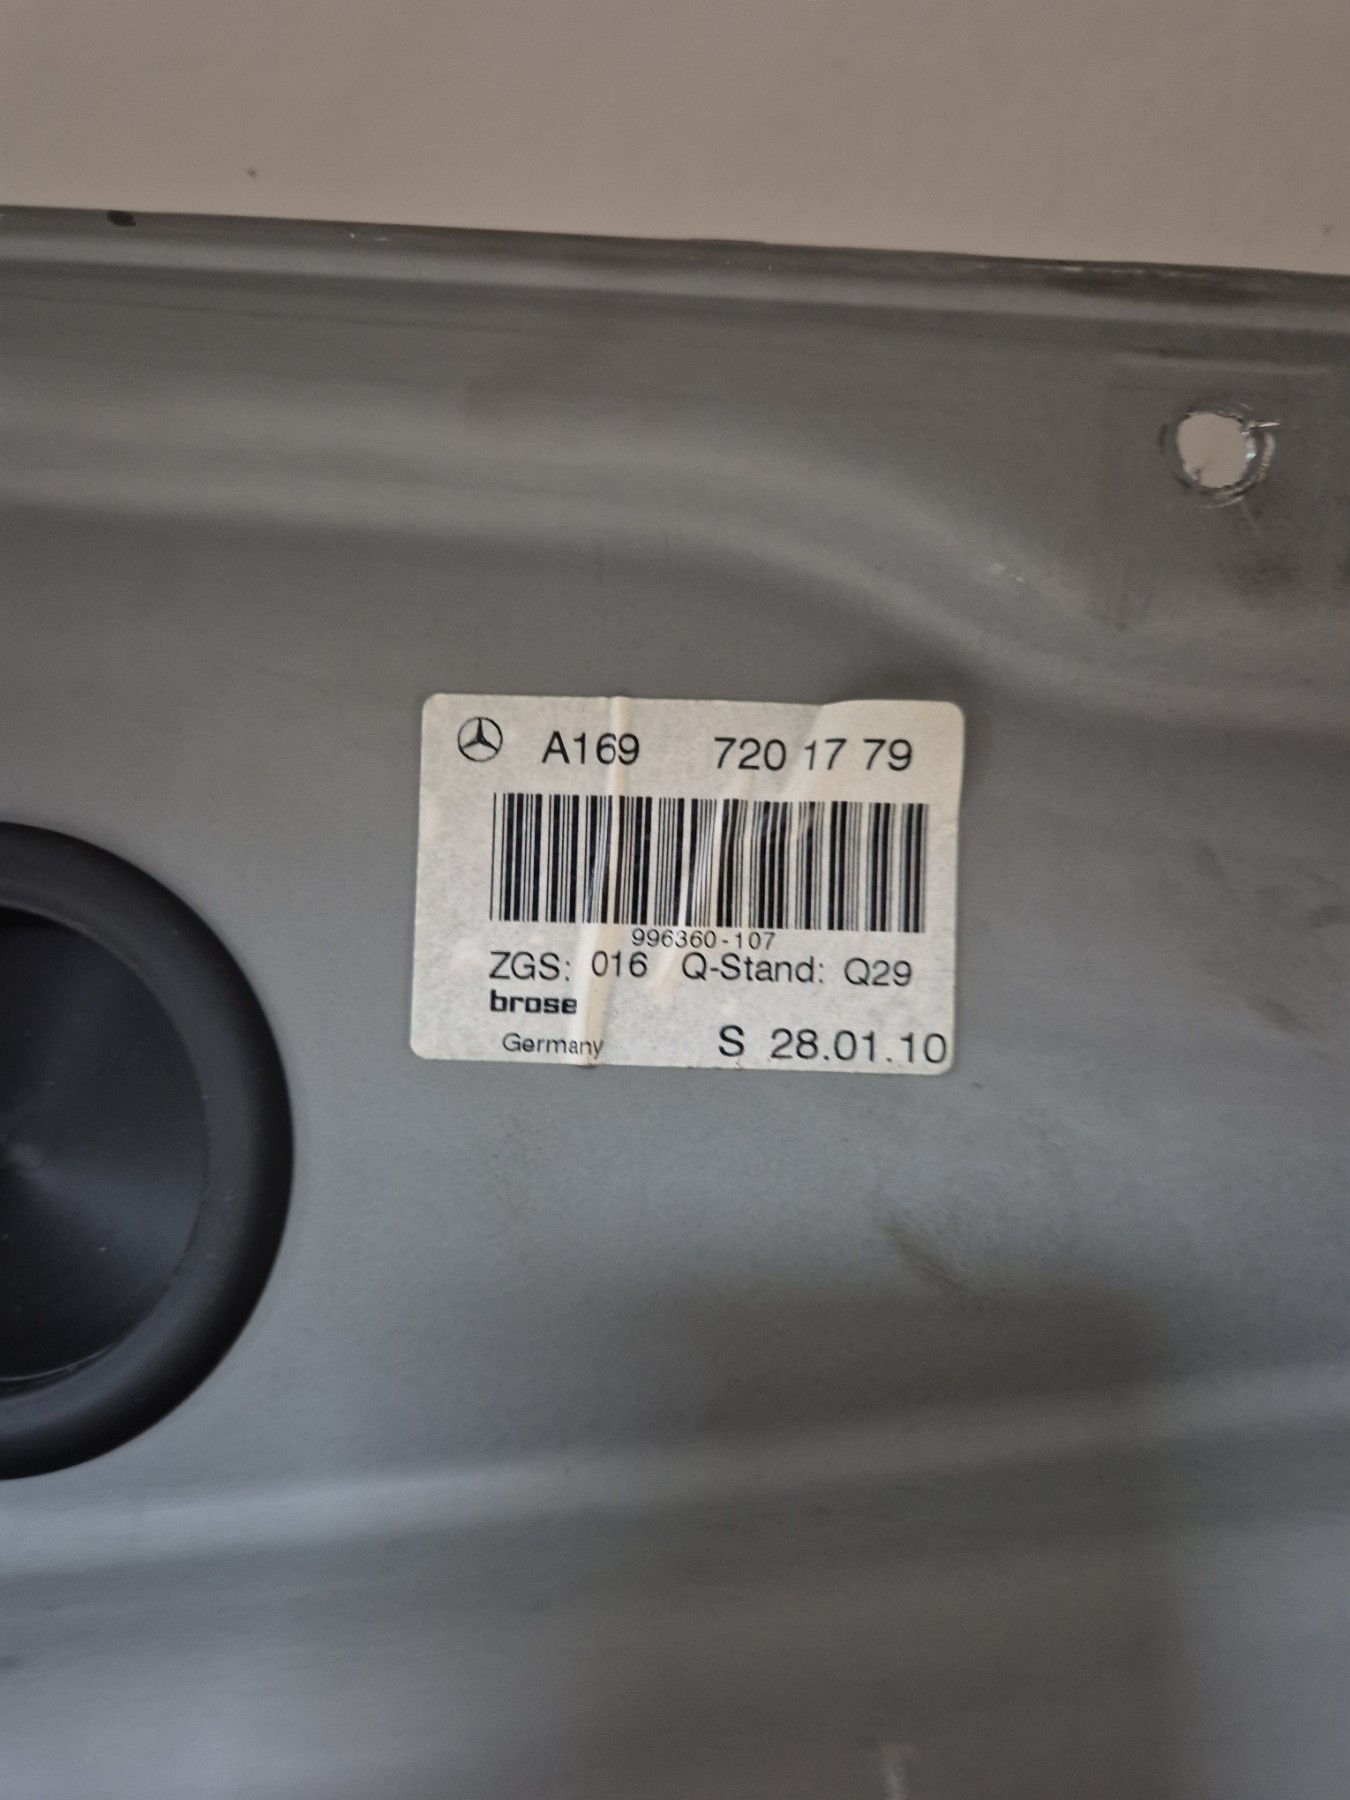 A169 720 17 79
996360-107
ZGS: 016 Q-Stand: Q29
brose
Germany S 28.01.10